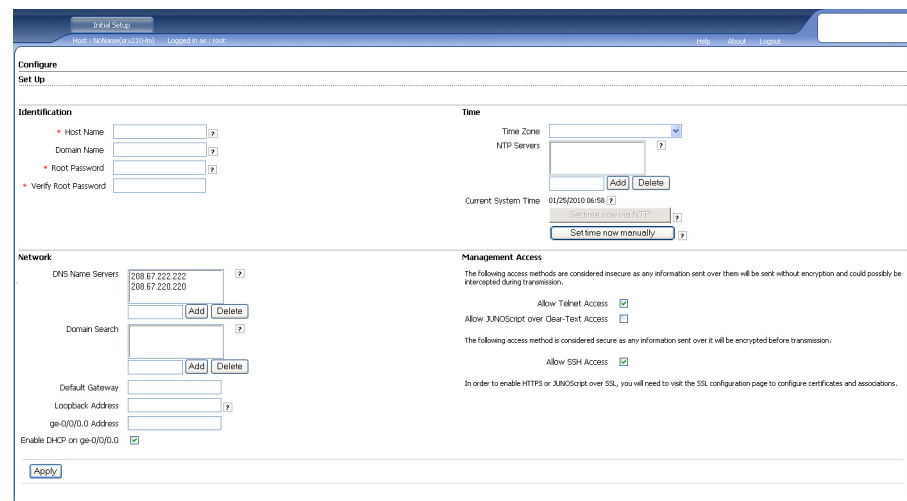 Initial Setup
Host : NoName(srx210-lm) Logged in as : root
Help About Logout
Configure
Set Up
Identification
* Host Name ?
Domain Name ?
* Root Password ?
* Verify Root Password
Time
Time Zone
NTP Servers ?
Add Delete
Current System Time 01/25/2010 06:58 ?
Set time now via NTP ?
Set time now manually ?
Network
DNS Name Servers ?
208.67.222.222
208.67.220.220
Add Delete
Domain Search ?
Add Delete
Default Gateway
Loopback Address ?
ge-0/0/0.0 Address
Enable DHCP on ge-0/0/0.0
Management Access
The following access methods are considered insecure as any information sent over them will be sent without encryption and could possibly be
intercepted during transmission.
Allow Telnet Access
Allow JUNOScript over Clear-Text Access
The following access method is considered secure as any information sent over it will be encrypted before transmission.
Allow SSH Access
In order to enable HTTPS or JUNOScript over SSL, you will need to visit the SSL configuration page to configure certificates and associations.
Apply